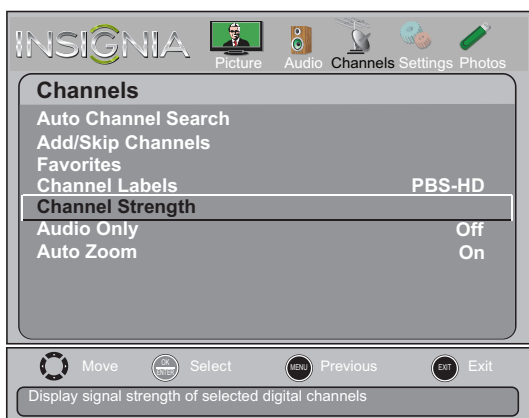 INSIGNIA
Picture Audio Channels Settings Photos
Channels
Auto Channel Search
Add/Skip Channels
Favorites
Channel Labels PBS-HD
Channel Strength
Audio Only Off
Auto Zoom On
Move OK ENTER Select MENU Previous EXIT Exit
Display signal strength of selected digital channels